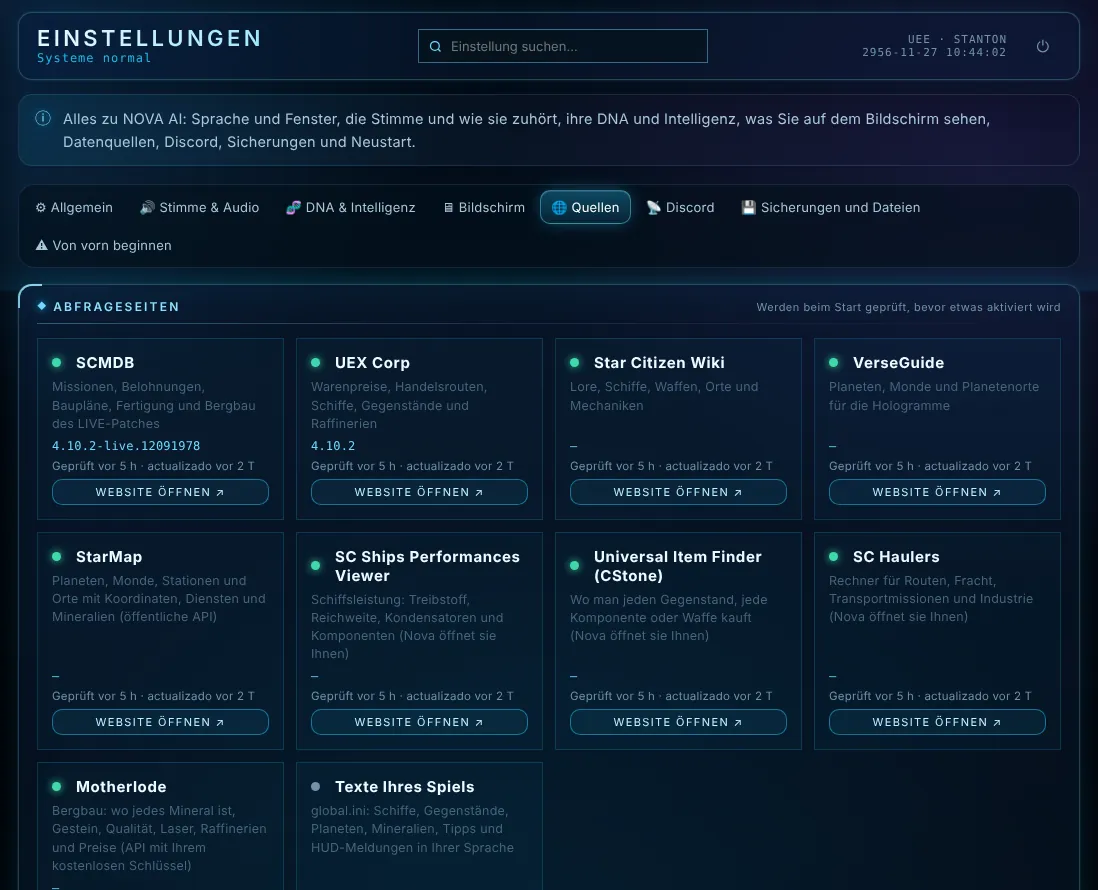 EINSTELLUNGEN
Systeme normal
Einstellung suchen...
UEE · STANTON
2956-11-27 10:44:02
Alles zu NOVA AI: Sprache und Fenster, die Stimme und wie sie zuhört, ihre DNA und Intelligenz, was Sie auf dem Bildschirm sehen,
Datenquellen, Discord, Sicherungen und Neustart.
Allgemein
Stimme & Audio
DNA & Intelligenz
Bildschirm
Quellen
Discord
Sicherungen und Dateien
Von vorn beginnen
ABFRAGESEITEN
Werden beim Start geprüft, bevor etwas aktiviert wird
SCMDB
Missionen, Belohnungen,
Baupläne, Fertigung und Bergbau
des LIVE-Patches
4.10.2-live.12091978
Geprüft vor 5 h · actualizado vor 2 T
WEBSITE ÖFFNEN ↗
UEX Corp
Warenpreise, Handelsrouten,
Schiffe, Gegenstände und
Raffinerien
4.10.2
Geprüft vor 5 h · actualizado vor 2 T
WEBSITE ÖFFNEN ↗
Star Citizen Wiki
Lore, Schiffe, Waffen, Orte und
Mechaniken
—
Geprüft vor 5 h · actualizado vor 2 T
WEBSITE ÖFFNEN ↗
VerseGuide
Planeten, Monde und Planetenorte
für die Hologramme
—
Geprüft vor 5 h · actualizado vor 2 T
WEBSITE ÖFFNEN ↗
StarMap
Planeten, Monde, Stationen und
Orte mit Koordinaten, Diensten und
Mineralien (öffentliche API)
—
Geprüft vor 5 h · actualizado vor 2 T
WEBSITE ÖFFNEN ↗
SC Ships Performances
Viewer
Schiffsleistung: Treibstoff,
Reichweite, Kondensatoren und
Komponenten (Nova öffnet sie
Ihnen)
—
Geprüft vor 5 h · actualizado vor 2 T
WEBSITE ÖFFNEN ↗
Universal Item Finder
(CStone)
Wo man jeden Gegenstand, jede
Komponente oder Waffe kauft
(Nova öffnet sie Ihnen)
—
Geprüft vor 5 h · actualizado vor 2 T
WEBSITE ÖFFNEN ↗
SC Haulers
Rechner für Routen, Fracht,
Transportmissionen und Industrie
(Nova öffnet sie Ihnen)
—
Geprüft vor 5 h · actualizado vor 2 T
WEBSITE ÖFFNEN ↗
Motherlode
Bergbau: wo jedes Mineral ist,
Gestein, Qualität, Laser, Raffinerien
und Preise (API mit Ihrem
kostenlosen Schlüssel)
—
Texte Ihres Spiels
global.ini: Schiffe, Gegenstände,
Planeten, Mineralien, Tipps und
HUD-Meldungen in Ihrer Sprache